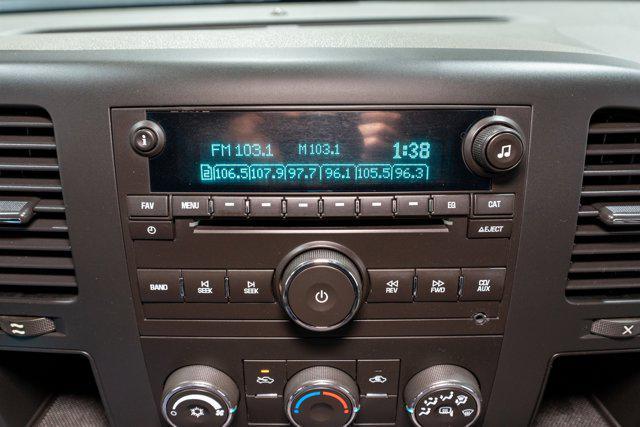 FM 103.1 M 103.1 1:38
2 106.5 107.9 97.7 96.1 105.5 96.3
FAV MENU EQ CAT
EJECT
BAND SEEK SEEK REV FWD CD/AUX